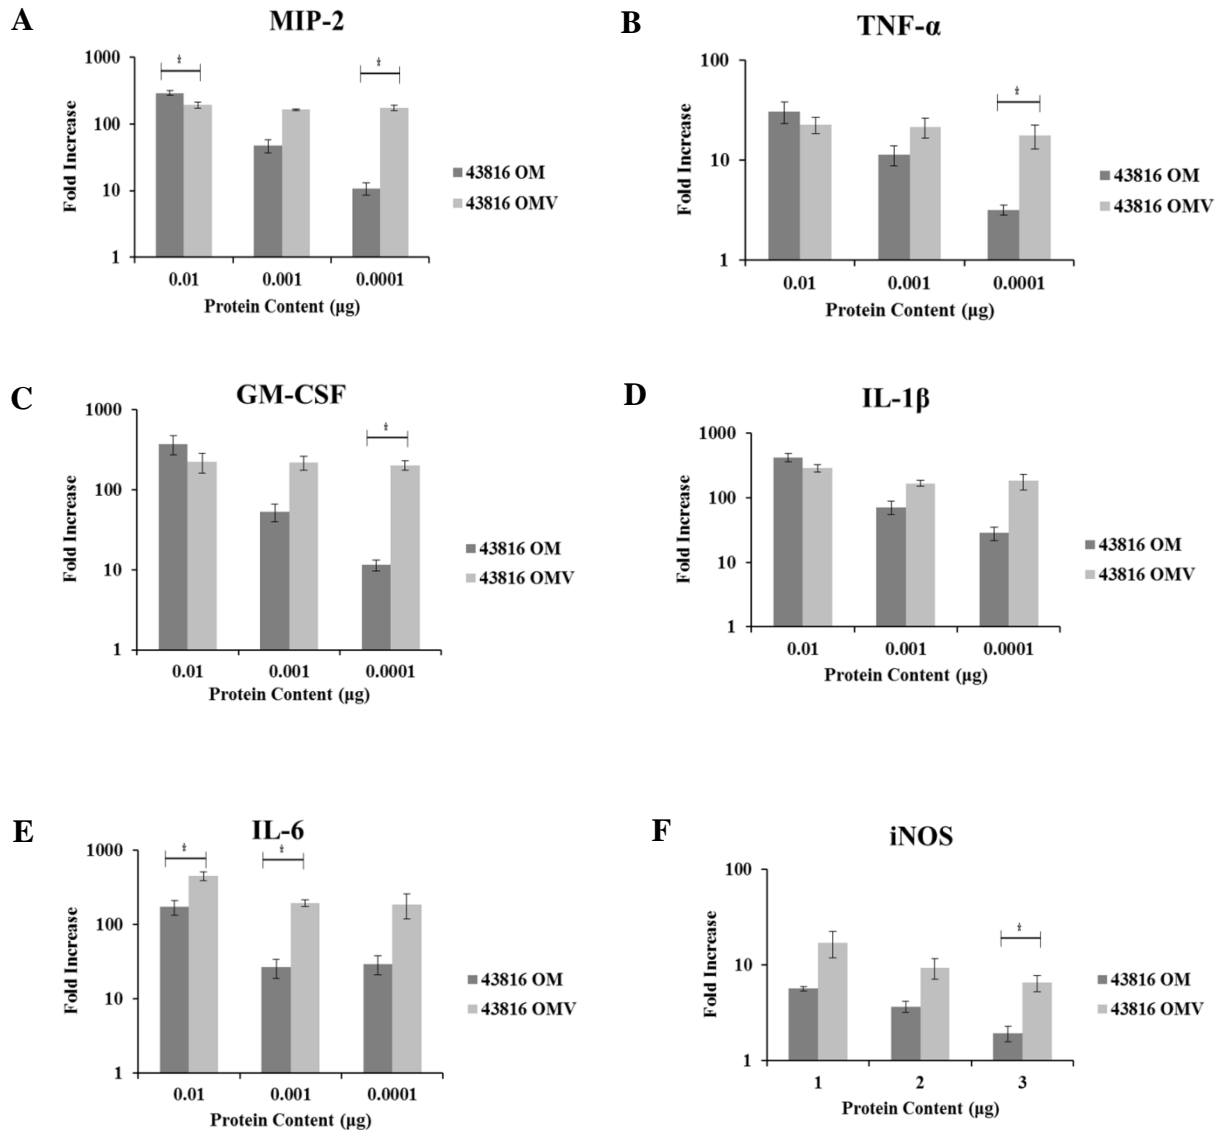 A
MIP-2
1000
100
10
1
Fold Increase
‡
‡
0.01 0.001 0.0001
Protein Content (µg)
43816 OM
43816 OMV
B
TNF-α
100
10
1
Fold Increase
‡
0.01 0.001 0.0001
Protein Content (µg)
43816 OM
43816 OMV
C
GM-CSF
1000
100
10
1
Fold Increase
‡
0.01 0.001 0.0001
Protein Content (µg)
43816 OM
43816 OMV
D
IL-1β
1000
100
10
1
Fold Increase
0.01 0.001 0.0001
Protein Content (µg)
43816 OM
43816 OMV
E
IL-6
1000
100
10
1
Fold Increase
‡
‡
0.01 0.001 0.0001
Protein Content (µg)
43816 OM
43816 OMV
F
iNOS
100
10
1
Fold Increase
‡
1 2 3
Protein Content (µg)
43816 OM
43816 OMV